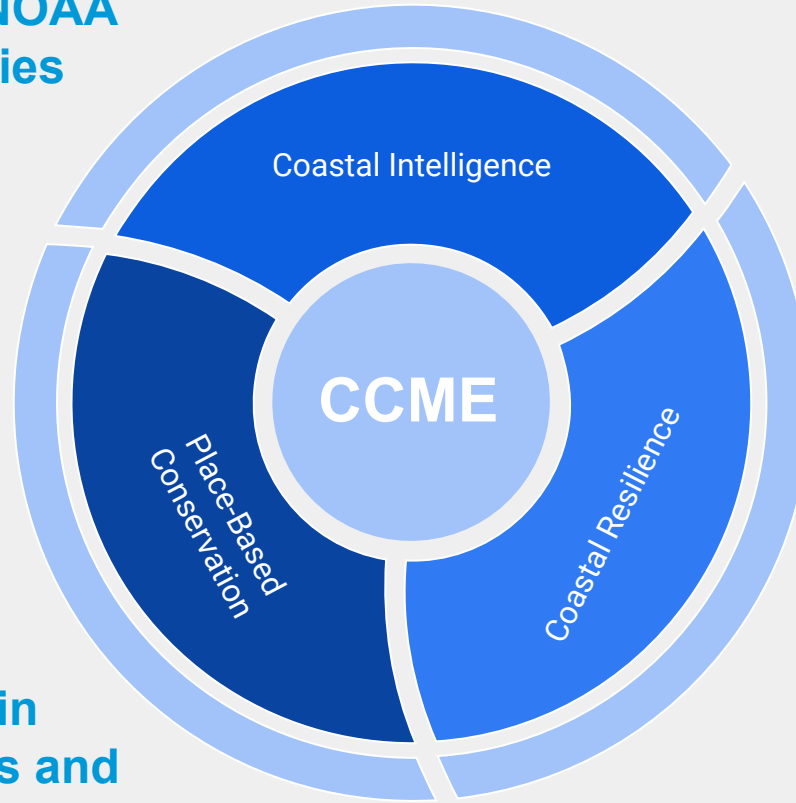 NOAA
ies
Coastal Intelligence
CCME
Coastal Resilience
Place-Based
Conservation
in
s and